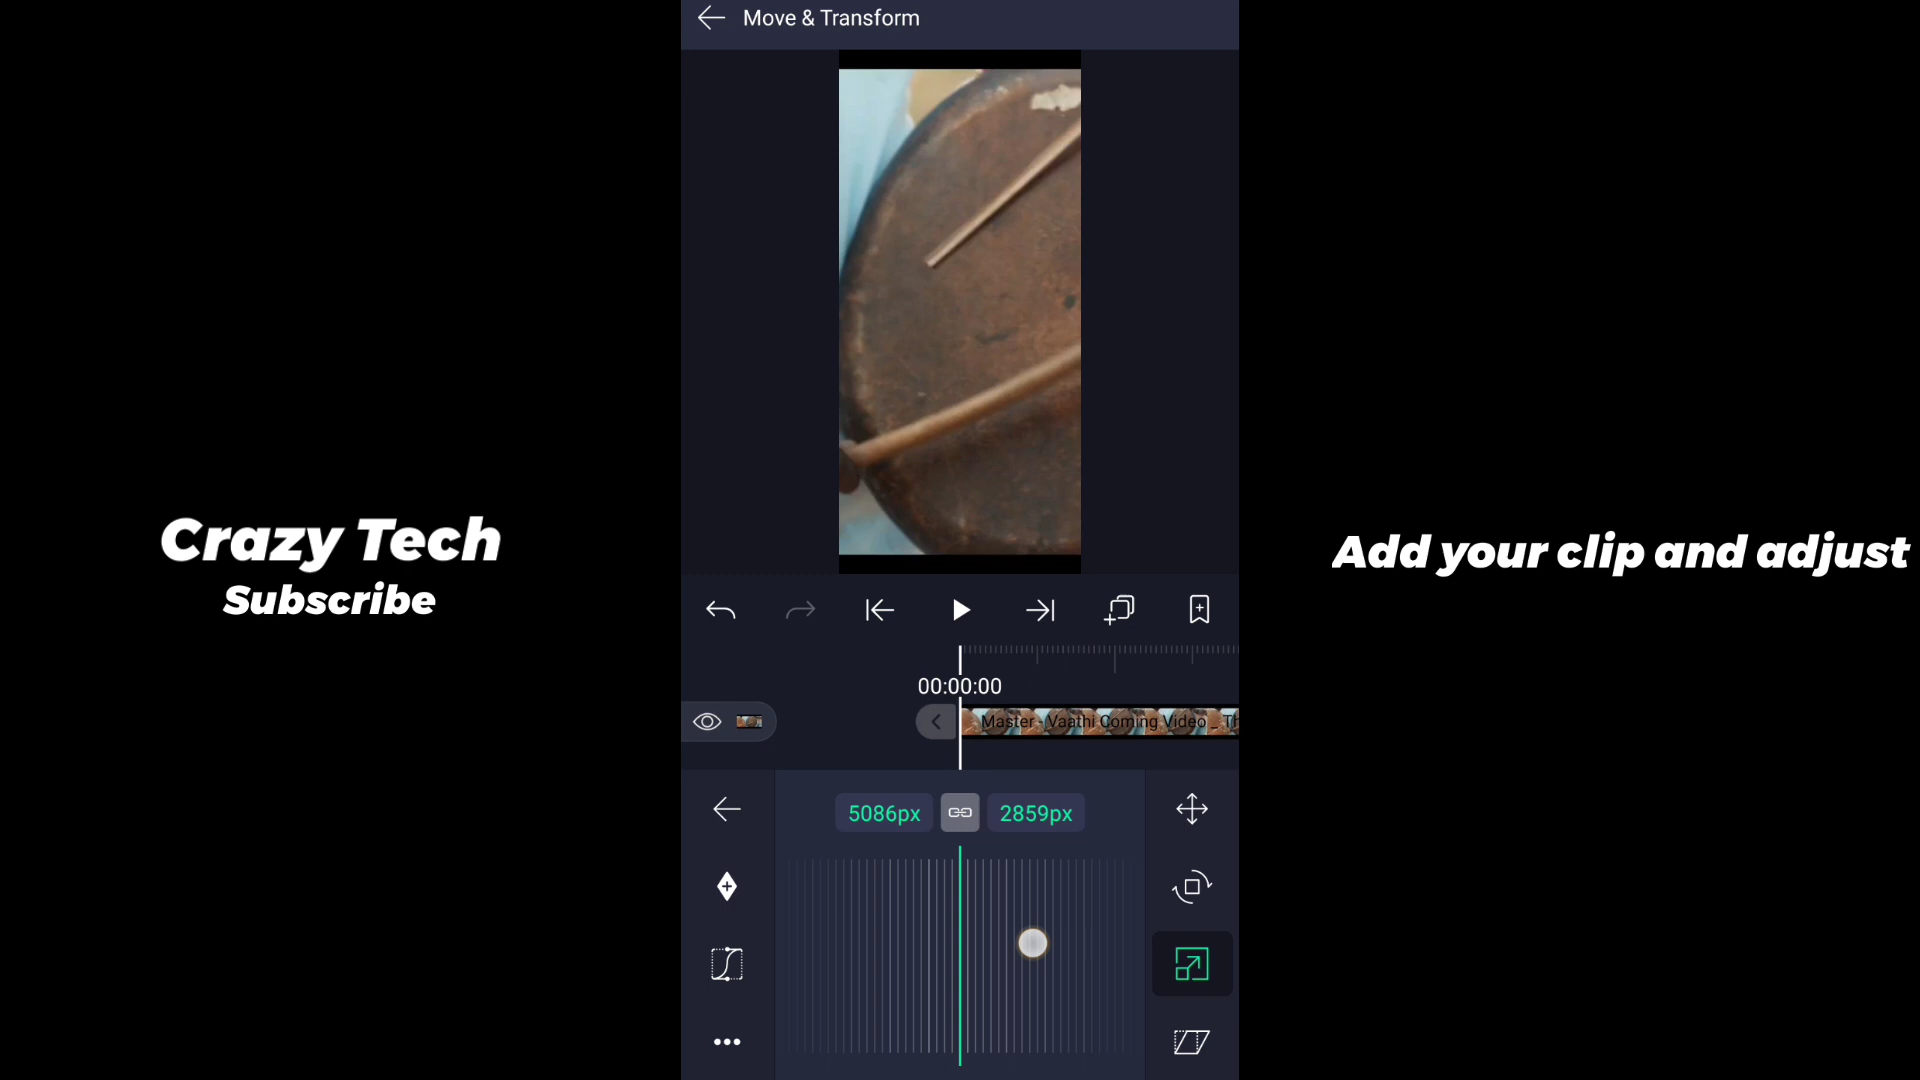 Move & Transform
Crazy Tech
Subscribe
Add your clip and adjust
00:00:00
Master - Vaathi Coming Video _ Th
5086px
2859px